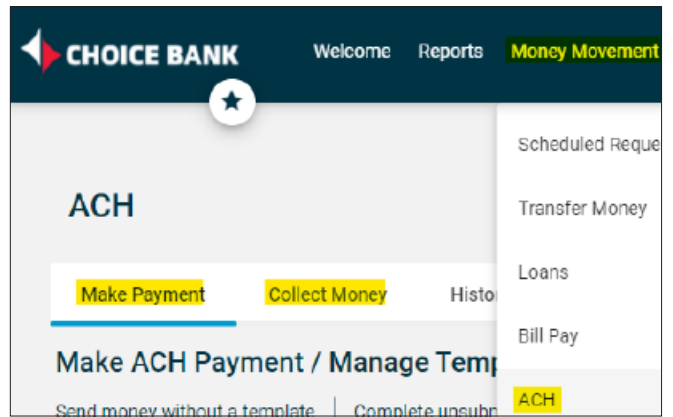 CHOICE BANK Welcome Reports Money Movement
Scheduled Reque
ACH
Transfer Money
Loans
Make Payment Collect Money Histo
Bill Pay
Make ACH Payment / Manage Temp
ACH
Send money without a template | Complete unsubm